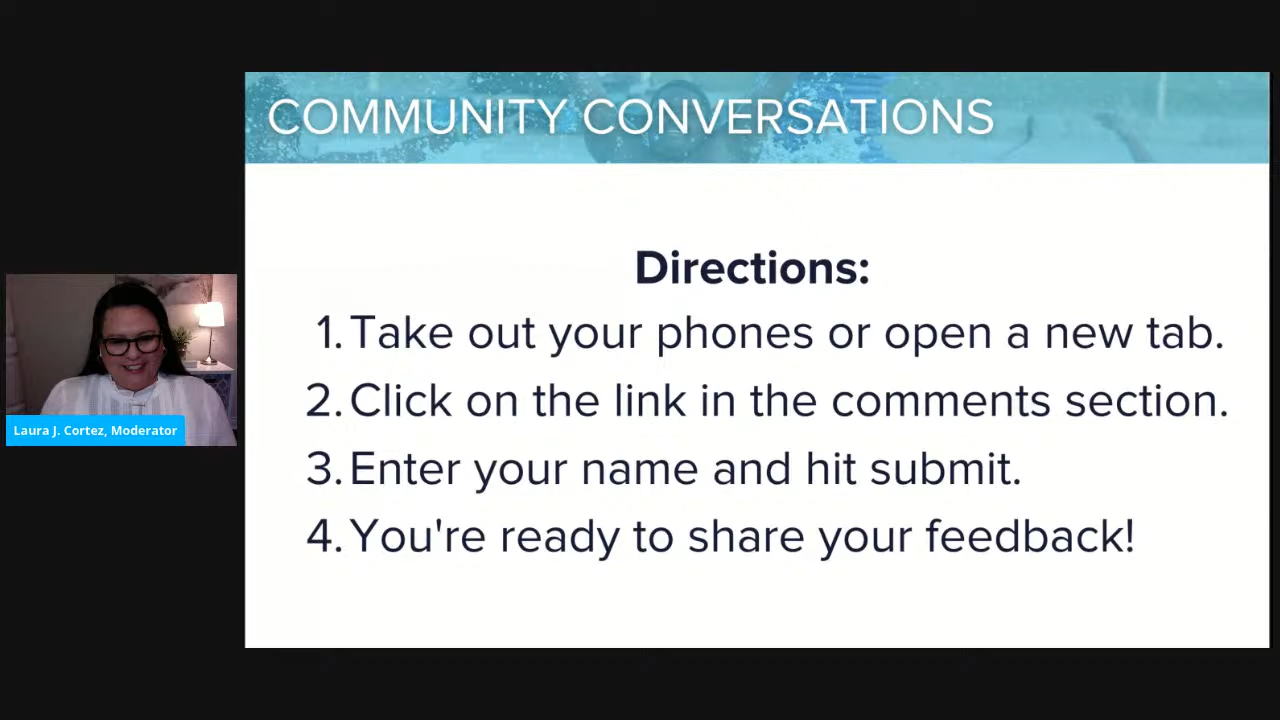 COMMUNITY CONVERSATIONS
Directions:
1. Take out your phones or open a new tab.
2. Click on the link in the comments section.
3. Enter your name and hit submit.
4. You're ready to share your feedback!
Laura J. Cortez, Moderator